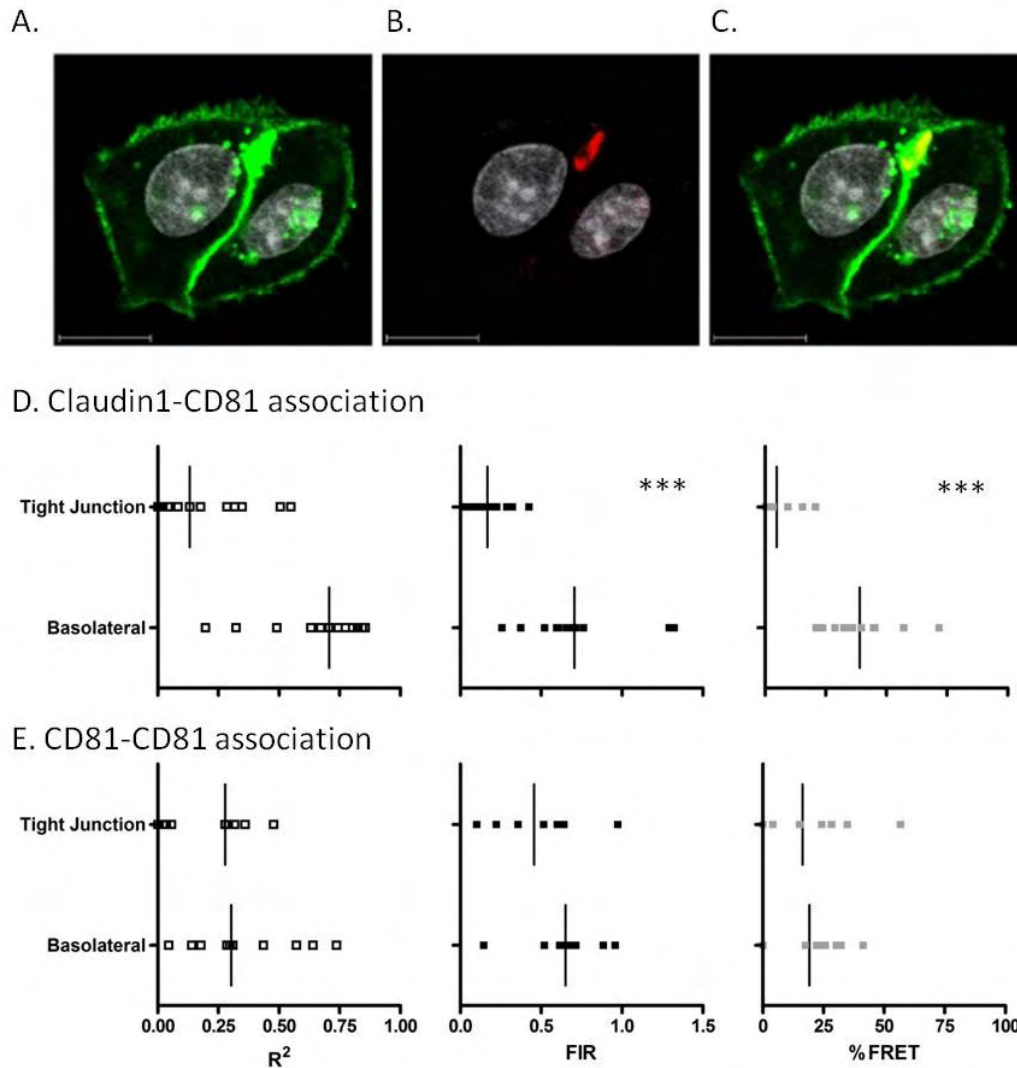 A.
B.
C.
D. Claudin1-CD81 association
Tight Junction
***
***
Basolateral
E. CD81-CD81 association
Tight Junction
Basolateral
0.00 0.25 0.50 0.75 1.00
0.0 0.5 1.0 1.5
0 25 50 75 100
R²
FIR
%FRET